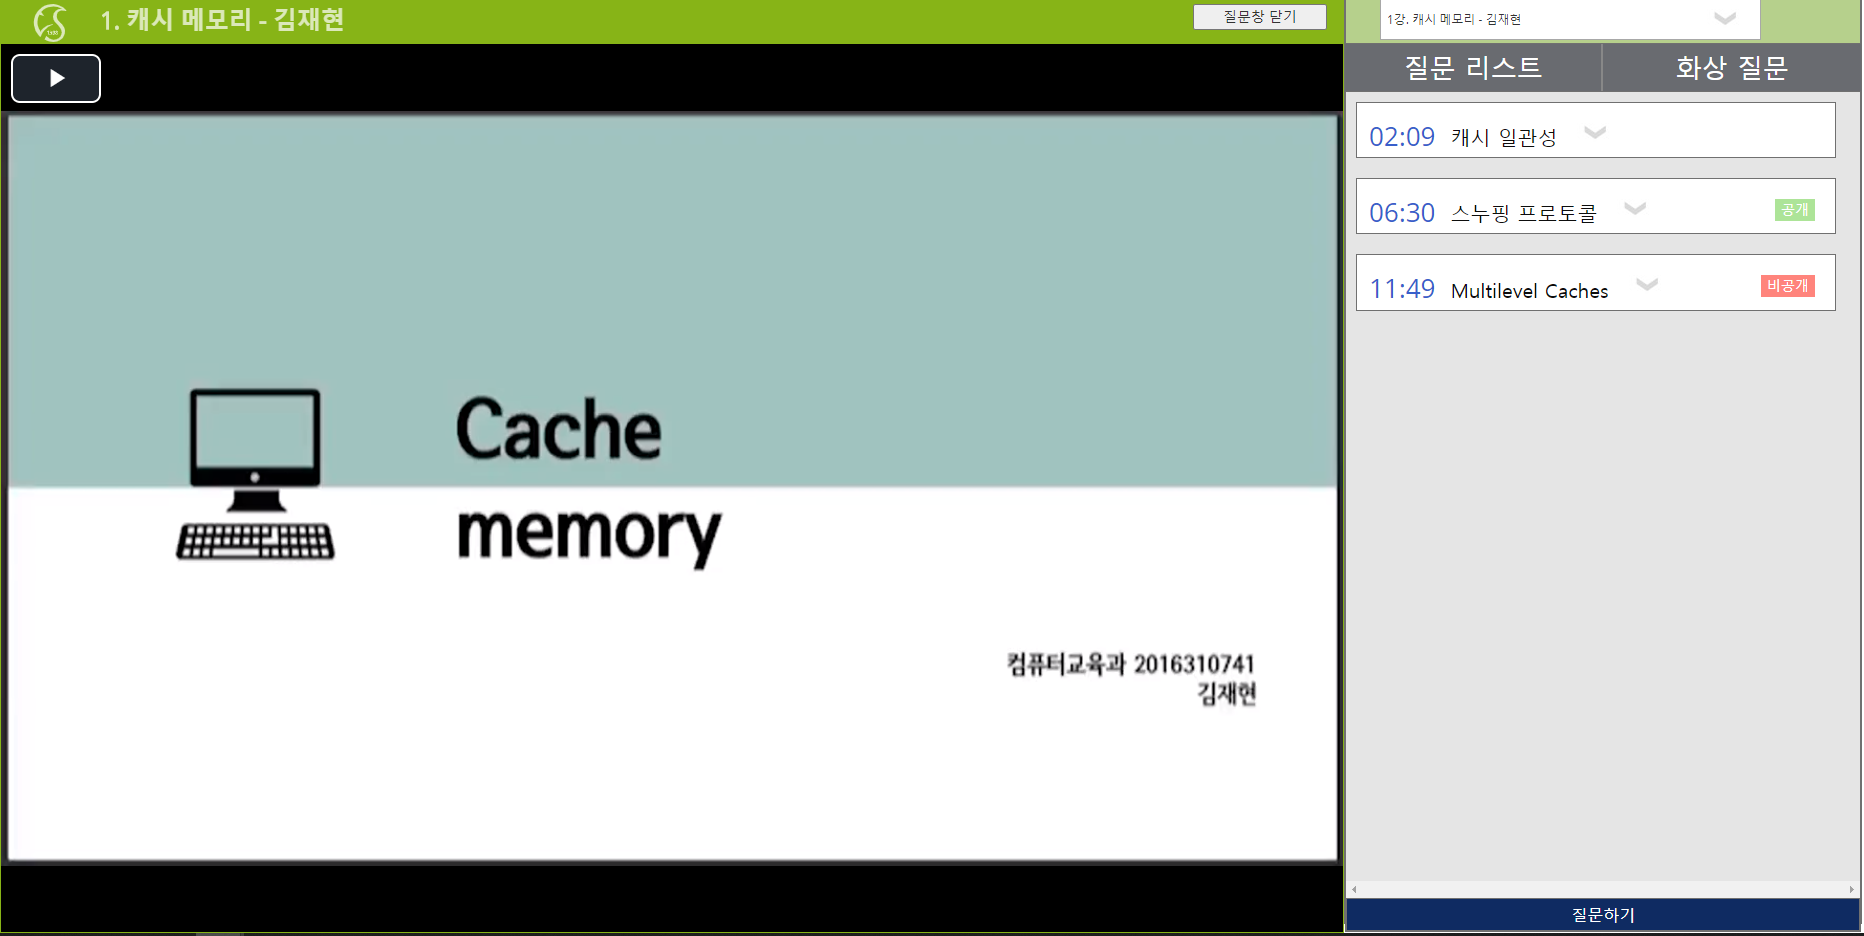 1. 캐시 메모리 - 김재현
질문창 닫기
1강. 캐시 메모리 - 김재현
질문 리스트
화상 질문
02:09 캐시 일관성
06:30 스누핑 프로토콜 공개
11:49 Multilevel Caches 비공개
Cache
memory
컴퓨터교육과 2016310741
김재현
질문하기